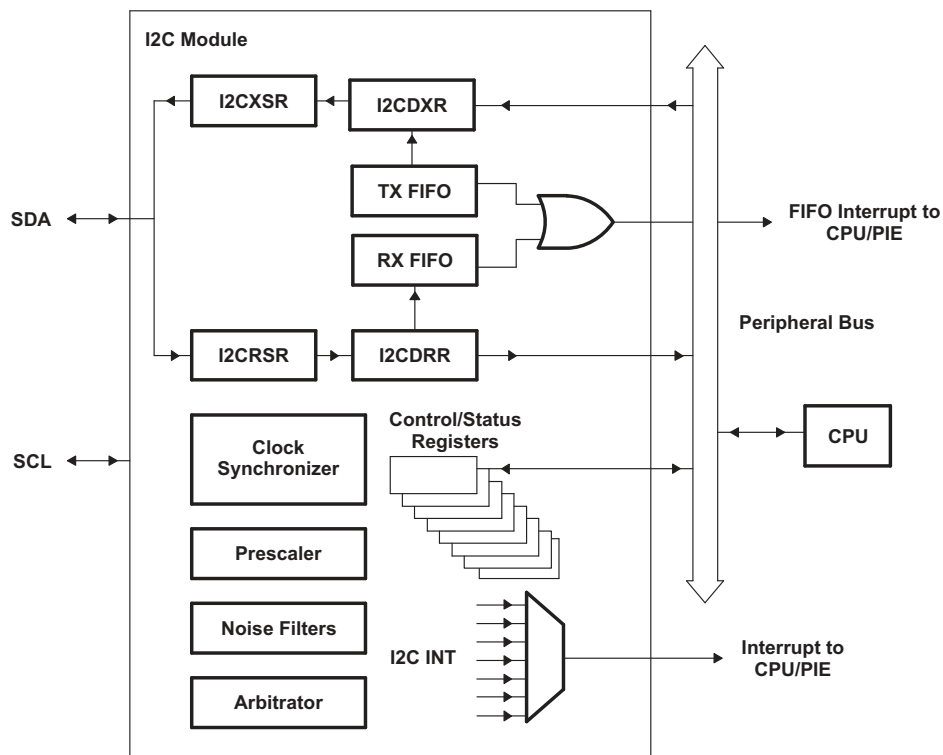 I2C Module
I2CXSR
I2CDXR
TX FIFO
SDA
FIFO Interrupt to
CPU/PIE
RX FIFO
Peripheral Bus
I2CRSR
I2CDRR
Control/Status
Registers
CPU
Clock
Synchronizer
SCL
Prescaler
Noise Filters
I2C INT
Interrupt to
CPU/PIE
Arbitrator